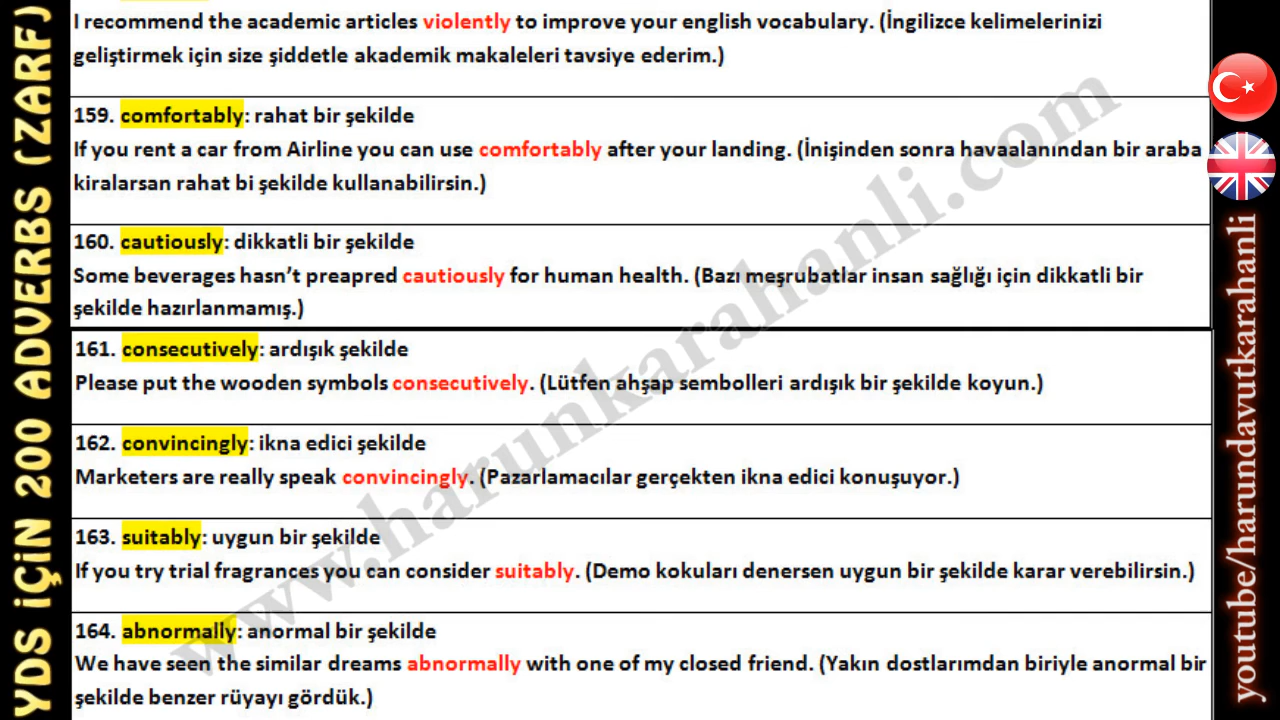 YDS İÇİN 200 ADVERBS (ZARF)
I recommend the academic articles violently to improve your english vocabulary. (İngilizce kelimelerinizi
geliştirmek için size şiddetle akademik makaleleri tavsiye ederim.)
159. comfortably: rahat bir şekilde
If you rent a car from Airline you can use comfortably after your landing. (İnişinden sonra havaalanından bir araba
kiralarsan rahat bi şekilde kullanabilirsin.)
160. cautiously: dikkatli bir şekilde
Some beverages hasn't preapred cautiously for human health. (Bazı meşrubatlar insan sağlığı için dikkatli bir
şekilde hazırlanmamış.)
161. consecutively: ardışık şekilde
Please put the wooden symbols consecutively. (Lütfen ahşap sembolleri ardışık bir şekilde koyun.)
162. convincingly: ikna edici şekilde
Marketers are really speak convincingly. (Pazarlamacılar gerçekten ikna edici konuşuyor.)
163. suitably: uygun bir şekilde
If you try trial fragrances you can consider suitably. (Demo kokuları denersen uygun bir şekilde karar verebilirsin.)
164. abnormally: anormal bir şekilde
We have seen the similar dreams abnormally with one of my closed friend. (Yakın dostlarımdan biriyle anormal bir
şekilde benzer rüyayı gördük.)
www.harunkarahanli.com
youtube/harundavutkarahanli